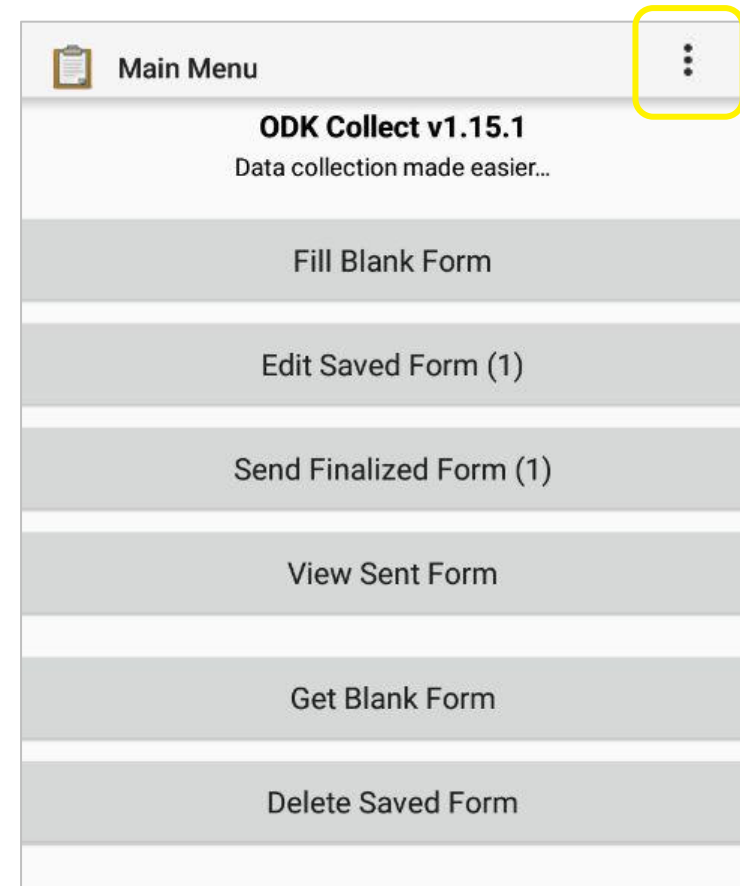 Main Menu
ODK Collect v1.15.1
Data collection made easier...
Fill Blank Form
Edit Saved Form (1)
Send Finalized Form (1)
View Sent Form
Get Blank Form
Delete Saved Form